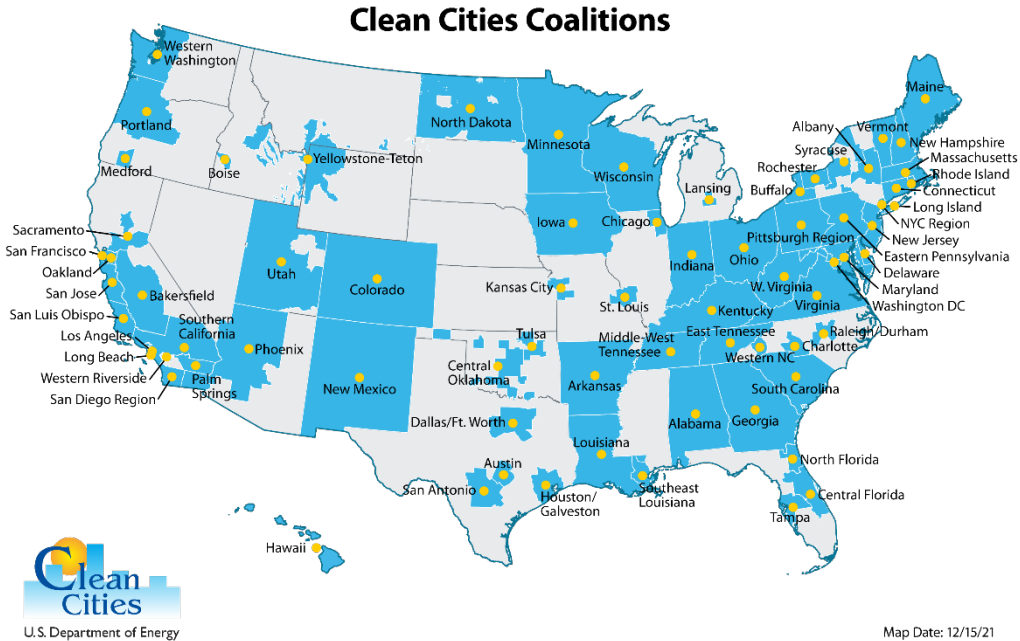 Clean Cities Coalitions
Western
Washington
Portland
Medford
Boise
Yellowstone-Teton
North Dakota
Minnesota
Wisconsin
Iowa
Chicago
Lansing
Maine
Albany
Vermont
Syracuse
New Hampshire
Rochester
Massachusetts
Rhode Island
Buffalo
Connecticut
Long Island
NYC Region
New Jersey
Pittsburgh Region
Eastern Pennsylvania
Delaware
Maryland
Washington DC
Sacramento
San Francisco
Oakland
San Jose
Bakersfield
San Luis Obispo
Southern
California
Los Angeles
Long Beach
Western Riverside
Palm
Springs
San Diego Region
Utah
Colorado
Phoenix
New Mexico
Kansas City
St. Louis
Indiana
Ohio
W. Virginia
Virginia
Kentucky
Tulsa
Central
Oklahoma
Middle-West
Tennessee
East Tennessee
Raleigh/Durham
Western NC
Charlotte
Arkansas
South Carolina
Dallas/Ft. Worth
Alabama
Georgia
Louisiana
Austin
San Antonio
Houston/
Galveston
Southeast
Louisiana
North Florida
Central Florida
Tampa
Hawaii
Clean
Cities
U.S. Department of Energy
Map Date: 12/15/21